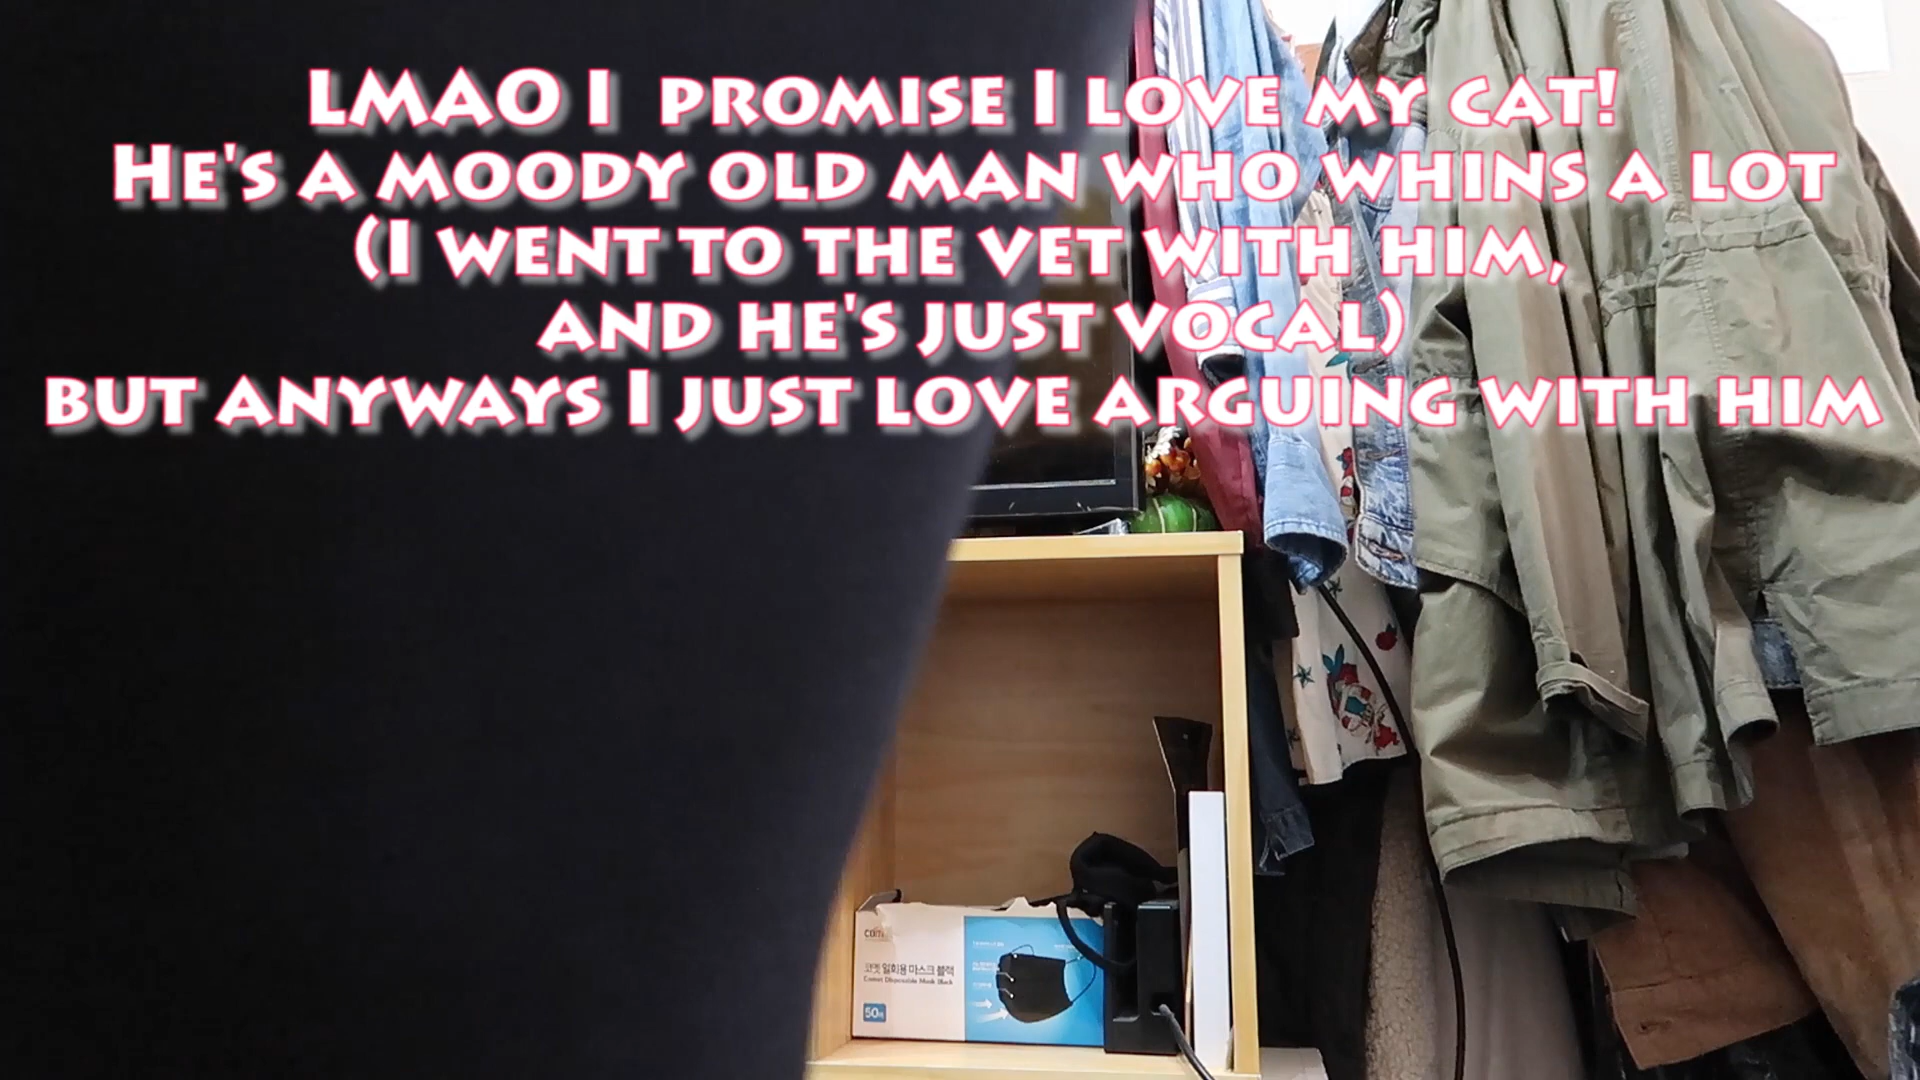 LMAO I PROMISE I LOVE MY CAT!
HE'S A MOODY OLD MAN WHO WHINS A LOT
(I WENT TO THE VET WITH HIM,
AND HE'S JUST VOCAL)
BUT ANYWAYS I JUST LOVE ARGUING WITH HIM
코멧 일회용 마스크 블랙
Comet Disposable Mask Black
50